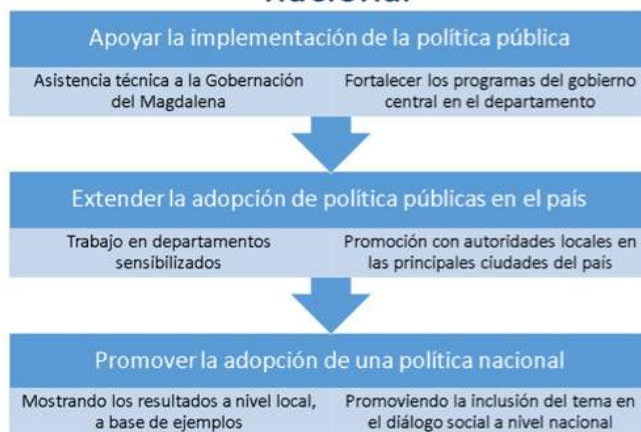 Apoyar la implementación de la política pública
Asistencia técnica a la Gobernación
del Magdalena
Fortalecer los programas del gobierno
central en el departamento
Extender la adopción de política públicas en el país
Trabajo en departamentos
sensibilizados
Promoción con autoridades locales en
las principales ciudades del país
Promover la adopción de una política nacional
Mostrando los resultados a nivel local,
a base de ejemplos
Promoviendo la inclusión del tema en
el diálogo social a nivel nacional